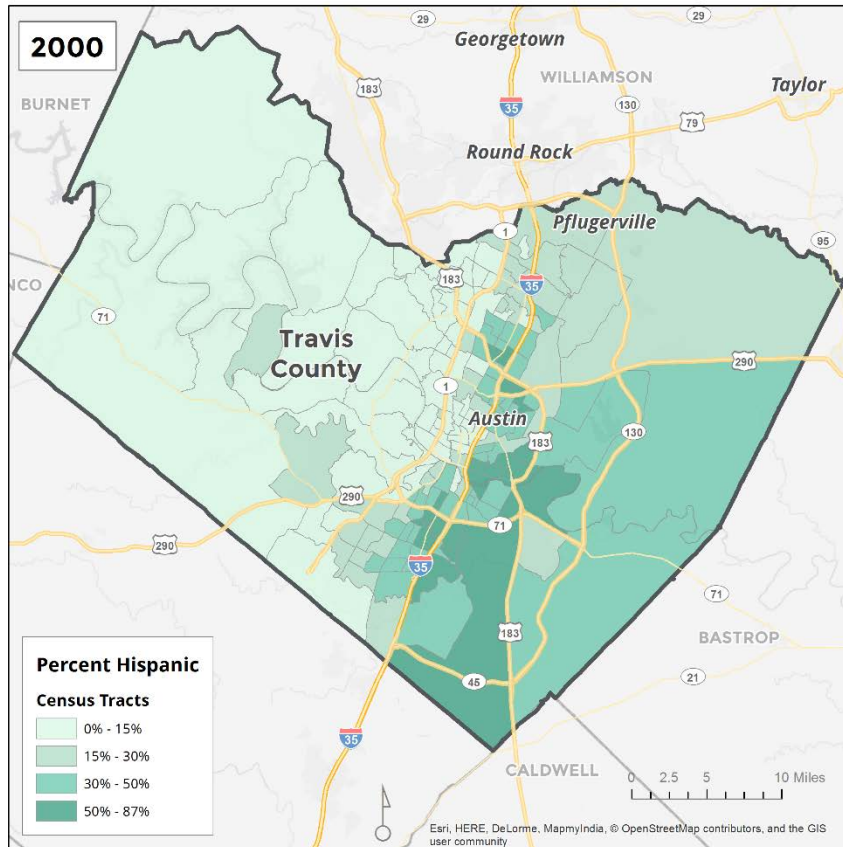 2000
29
29
Georgetown
183
WILLIAMSON
Taylor
BURNET
35
130
79
Round Rock
Pflugerville
1
95
NCO
183
35
71
Travis
County
290
1
Austin
130
183
290
71
290
35
71
183
BASTROP
Percent Hispanic
Census Tracts
0% - 15%
15% - 30%
30% - 50%
50% - 87%
45
21
35
CALDWELL
0 2.5 5 10 Miles
Esri, HERE, DeLorme, MapmyIndia, © OpenStreetMap contributors, and the GIS
user community